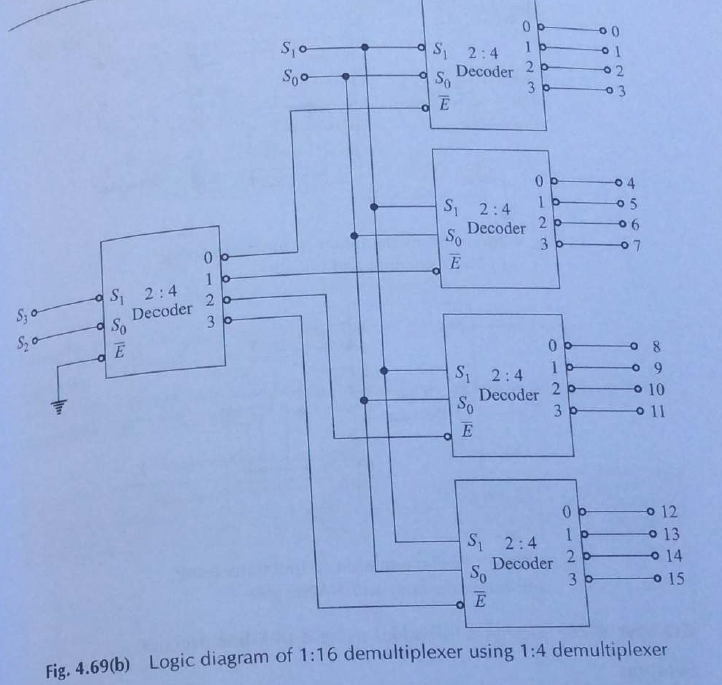 S1
S0
S1 2 : 4 0
S0 Decoder 1
E̅ 2
3
0
1
2
3
S1 2 : 4 0
S0 Decoder 1
E̅ 2
3
4
5
6
7
S3
S2
S1 2 : 4 0
S0 Decoder 1
E̅ 2
3
S1 2 : 4 0
S0 Decoder 1
E̅ 2
3
8
9
10
11
S1 2 : 4 0
S0 Decoder 1
E̅ 2
3
12
13
14
15
Fig. 4.69(b) Logic diagram of 1:16 demultiplexer using 1:4 demultiplexer